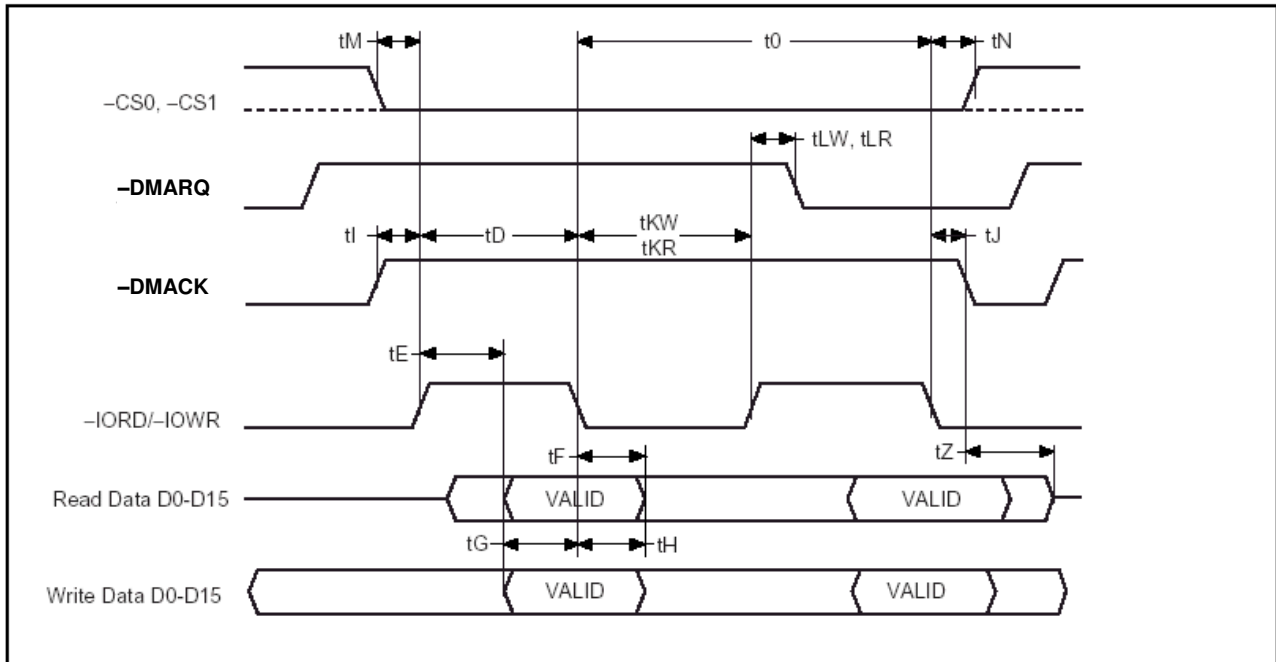 tM
t0
tN
–CS0, –CS1
tLW, tLR
–DMARQ
tI
tD
tKW
tKR
tJ
–DMACK
tE
–IORD/–IOWR
tF
tZ
Read Data D0-D15
VALID
VALID
tG
tH
Write Data D0-D15
VALID
VALID